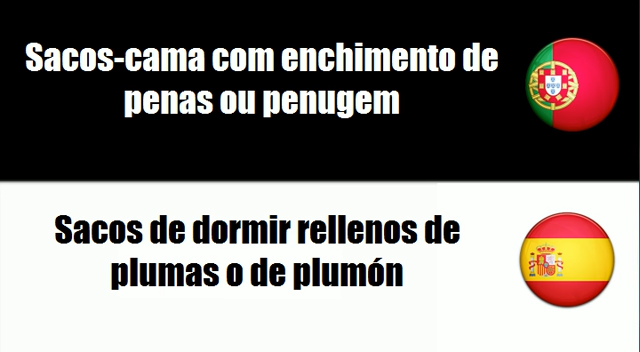 Sacos-cama com enchimento de
penas ou penugem
Sacos de dormir rellenos de
plumas o de plumón